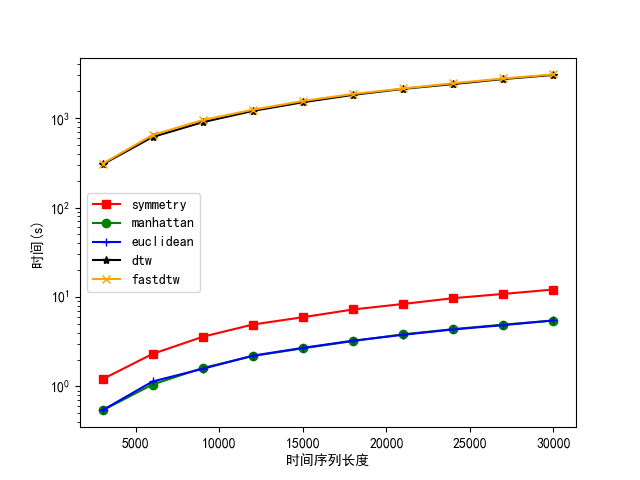 10³
10²
10¹
10⁰
时间(s)
symmetry
manhattan
euclidean
dtw
fastdtw
5000 10000 15000 20000 25000 30000
时间序列长度